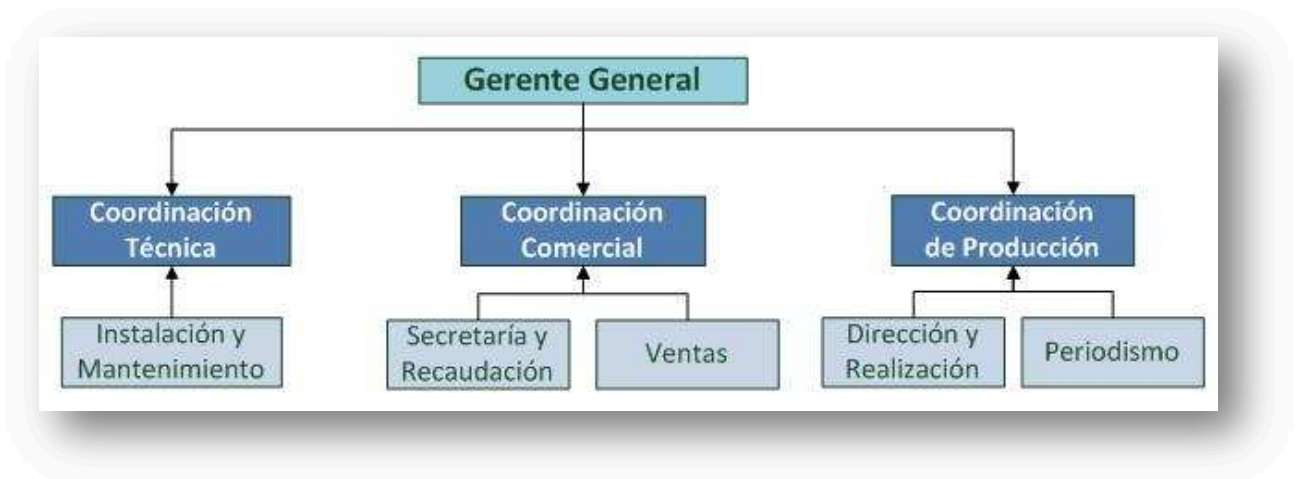 Gerente General
Coordinación
Técnica
Coordinación
Comercial
Coordinación
de Producción
Instalación y
Mantenimiento
Secretaría y
Recaudación
Ventas
Dirección y
Realización
Periodismo